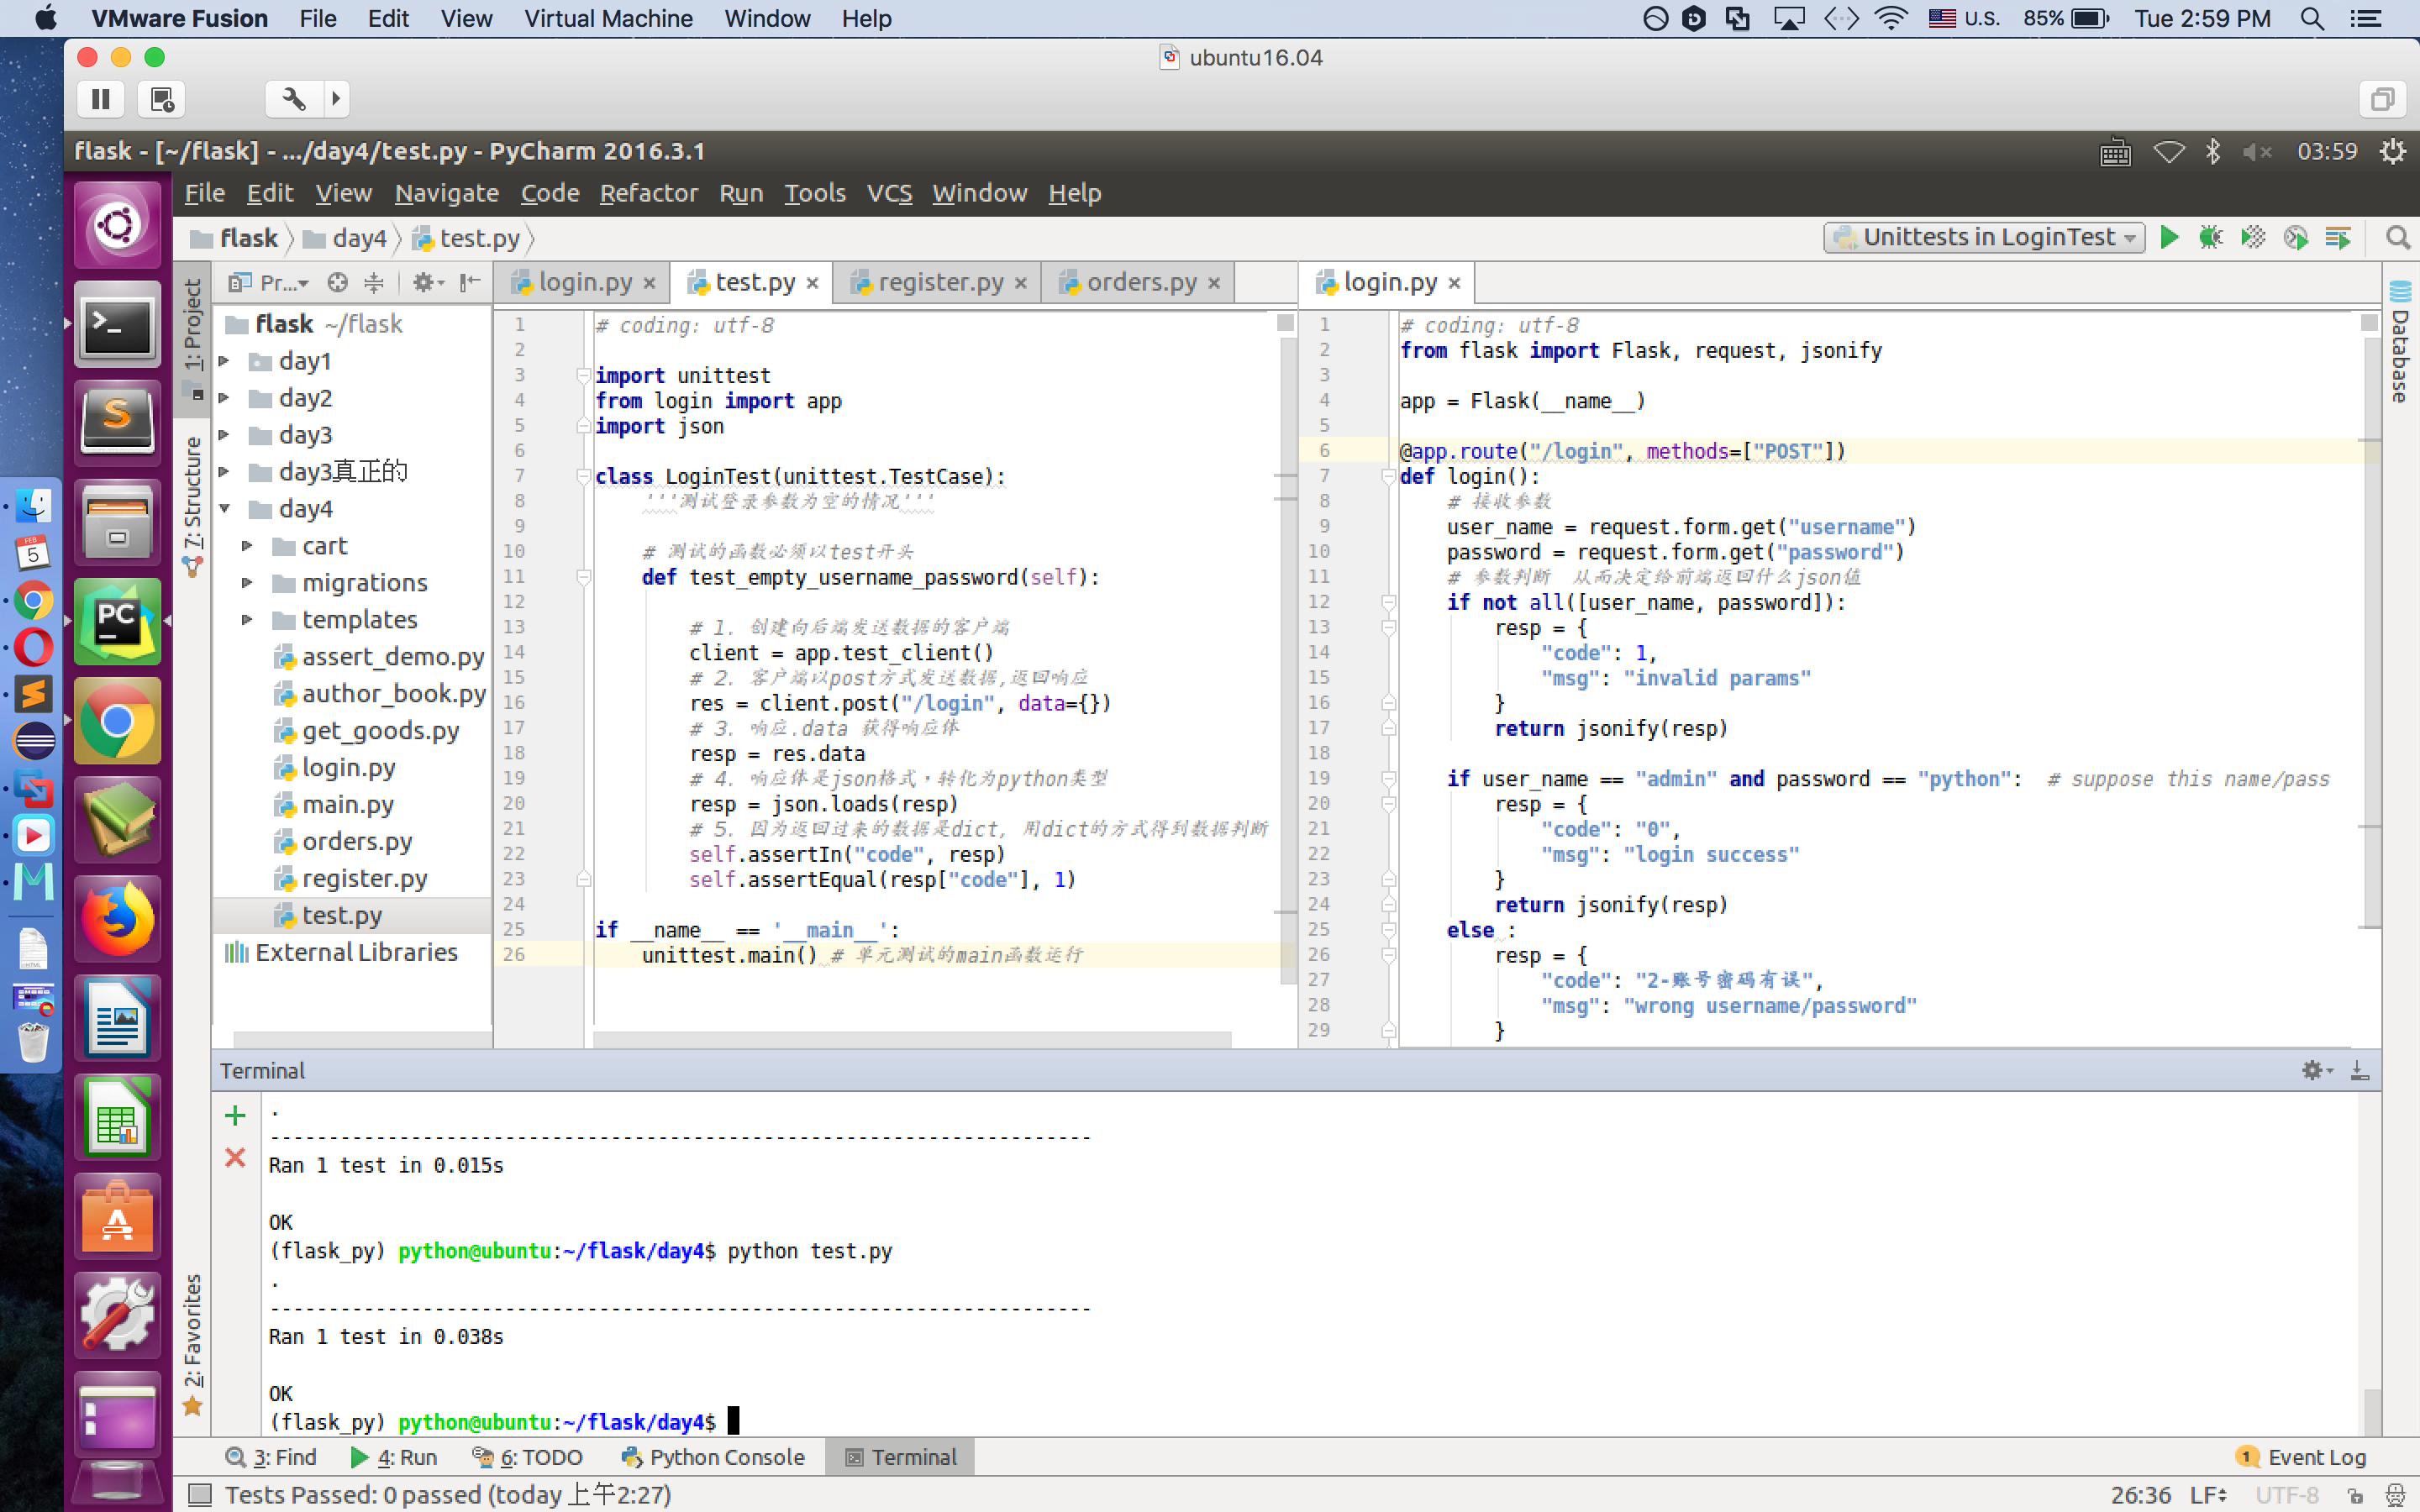 VMware Fusion File Edit View Virtual Machine Window Help U.S. 85% Tue 2:59 PM
ubuntu16.04
flask - [~/flask] - .../day4/test.py - PyCharm 2016.3.1 03:59
File Edit View Navigate Code Refactor Run Tools VCS Window Help
flask day4 test.py Unittests in LoginTest
1: Project
7: Structure
2: Favorites
Pr...
flask ~/flask
day1
day2
day3
day3真正的
day4
cart
migrations
templates
assert_demo.py
author_book.py
get_goods.py
login.py
main.py
orders.py
register.py
test.py
External Libraries
login.py test.py register.py orders.py
1 # coding: utf-8
2
3 import unittest
4 from login import app
5 import json
6
7 class LoginTest(unittest.TestCase):
8 '''测试登录参数为空的情况'''
9
10 # 测试的函数必须以test开头
11 def test_empty_username_password(self):
12
13 # 1. 创建向后端发送数据的客户端
14 client = app.test_client()
15 # 2. 客户端以post方式发送数据,返回响应
16 res = client.post("/login", data={})
17 # 3. 响应.data 获得响应体
18 resp = res.data
19 # 4. 响应体是json格式，转化为python类型
20 resp = json.loads(resp)
21 # 5. 因为返回过来的数据是dict, 用dict的方式得到数据判断
22 self.assertIn("code", resp)
23 self.assertEqual(resp["code"], 1)
24
25 if __name__ == '__main__':
26 unittest.main() # 单元测试的main函数运行
login.py
1 # coding: utf-8
2 from flask import Flask, request, jsonify
3
4 app = Flask(__name__)
5
6 @app.route("/login", methods=["POST"])
7 def login():
8 # 接收参数
9 user_name = request.form.get("username")
10 password = request.form.get("password")
11 # 参数判断 从而决定给前端返回什么json值
12 if not all([user_name, password]):
13 resp = {
14 "code": 1,
15 "msg": "invalid params"
16 }
17 return jsonify(resp)
18
19 if user_name == "admin" and password == "python": # suppose this name/pass
20 resp = {
21 "code": "0",
22 "msg": "login success"
23 }
24 return jsonify(resp)
25 else :
26 resp = {
27 "code": "2-账号密码有误",
28 "msg": "wrong username/password"
29 }
Database
Terminal
.
----------------------------------------------------------------------
Ran 1 test in 0.015s
OK
(flask_py) python@ubuntu:~/flask/day4$ python test.py
.
----------------------------------------------------------------------
Ran 1 test in 0.038s
OK
(flask_py) python@ubuntu:~/flask/day4$
3: Find 4: Run 6: TODO Python Console Terminal 1 Event Log
Tests Passed: 0 passed (today 上午2:27) 26:36 LF UTF-8
FEB
5
PC